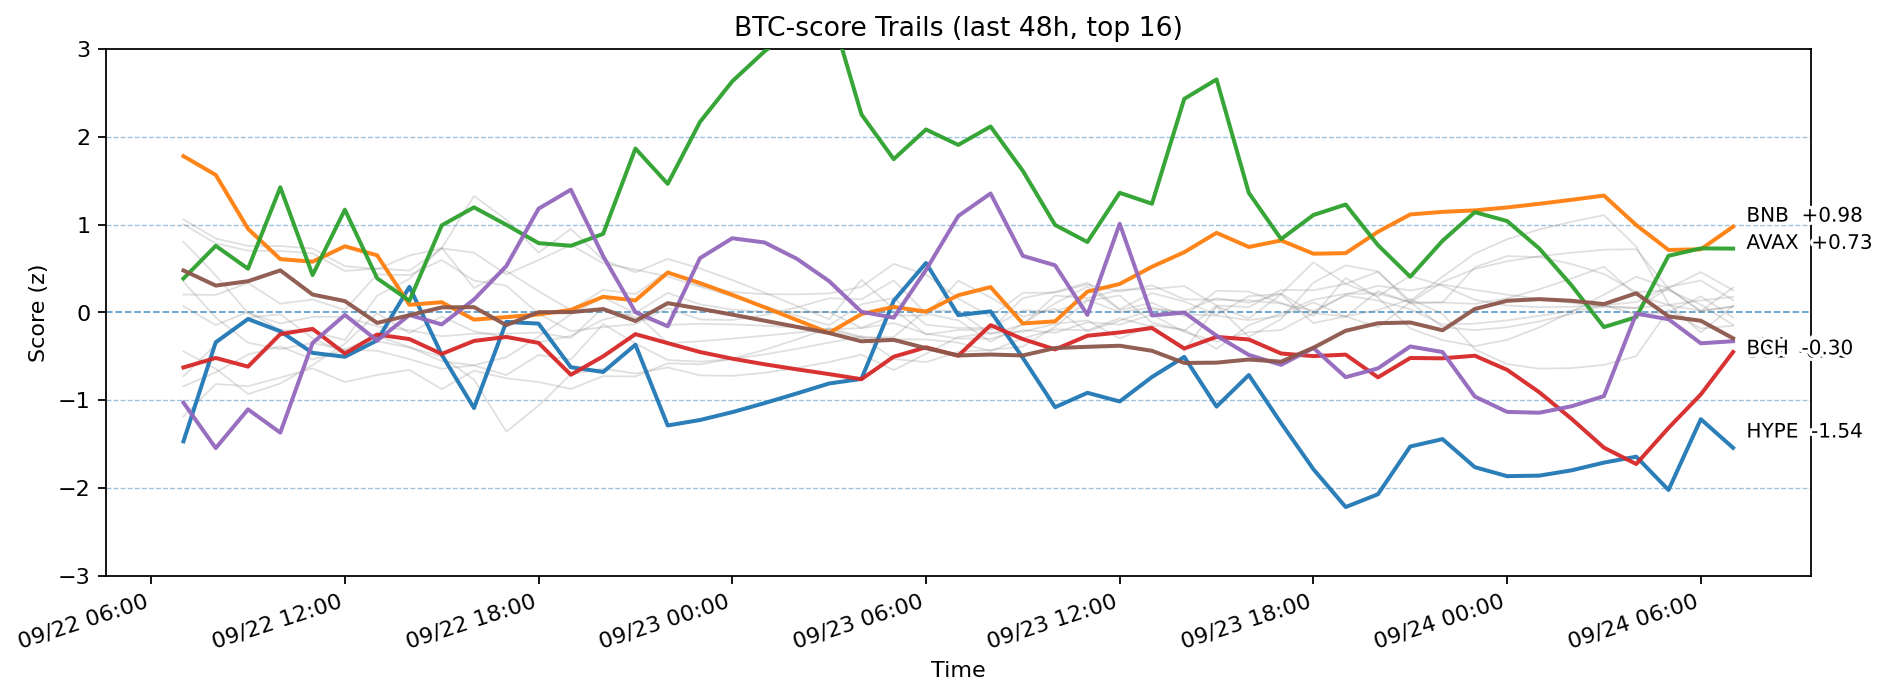 BTC-score Trails (last 48h, top 16)
Score (z)
3
2
1
0
−1
−2
−3
BNB +0.98
AVAX +0.73
BCH -0.30
HYPE -1.54
09/22 06:00
09/22 12:00
09/22 18:00
09/23 00:00
09/23 06:00
09/23 12:00
09/23 18:00
09/24 00:00
09/24 06:00
Time